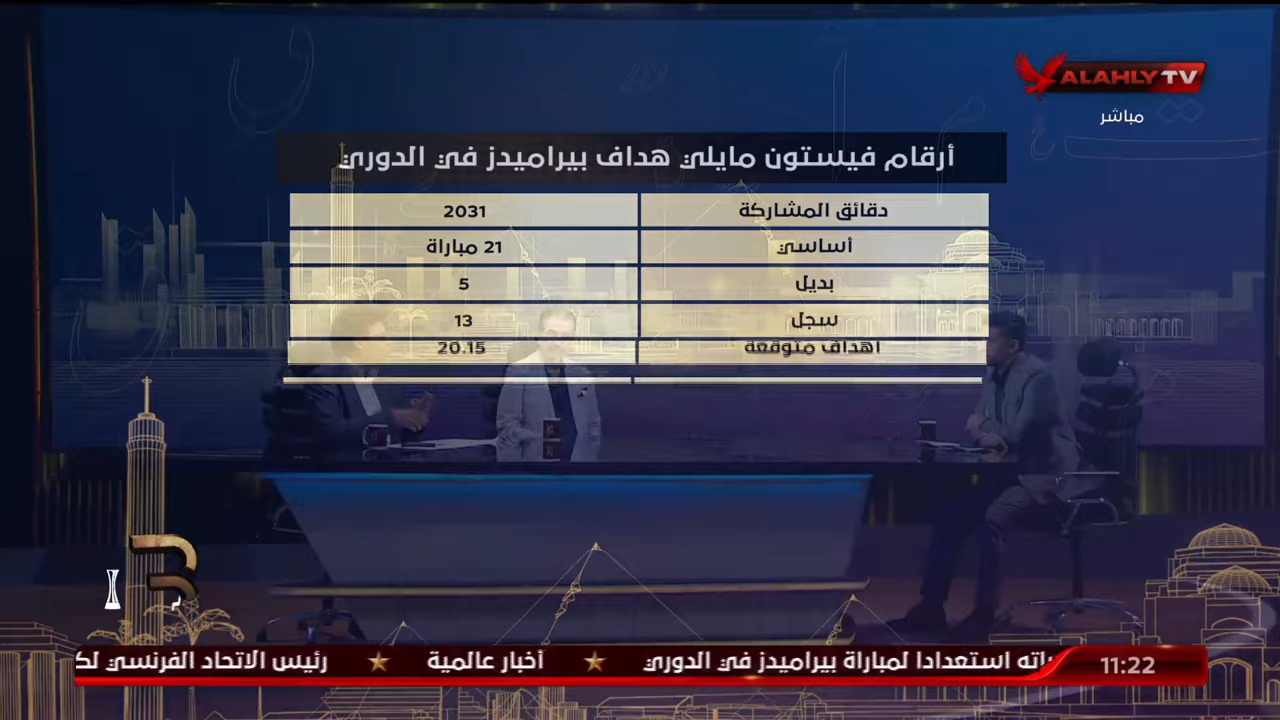 ALAHLY TV
مباشر
أرقام فيستون مايلي هداف بيراميدز في الدوري
دقائق المشاركة 2031
أساسي 21 مباراة
بديل 5
سجل 13
اهداف متوقعة 20.15
استعدادا لمباراة بيراميدز في الدوري ★ أخبار عالمية ★ رئيس الاتحاد الفرنسي
11:22